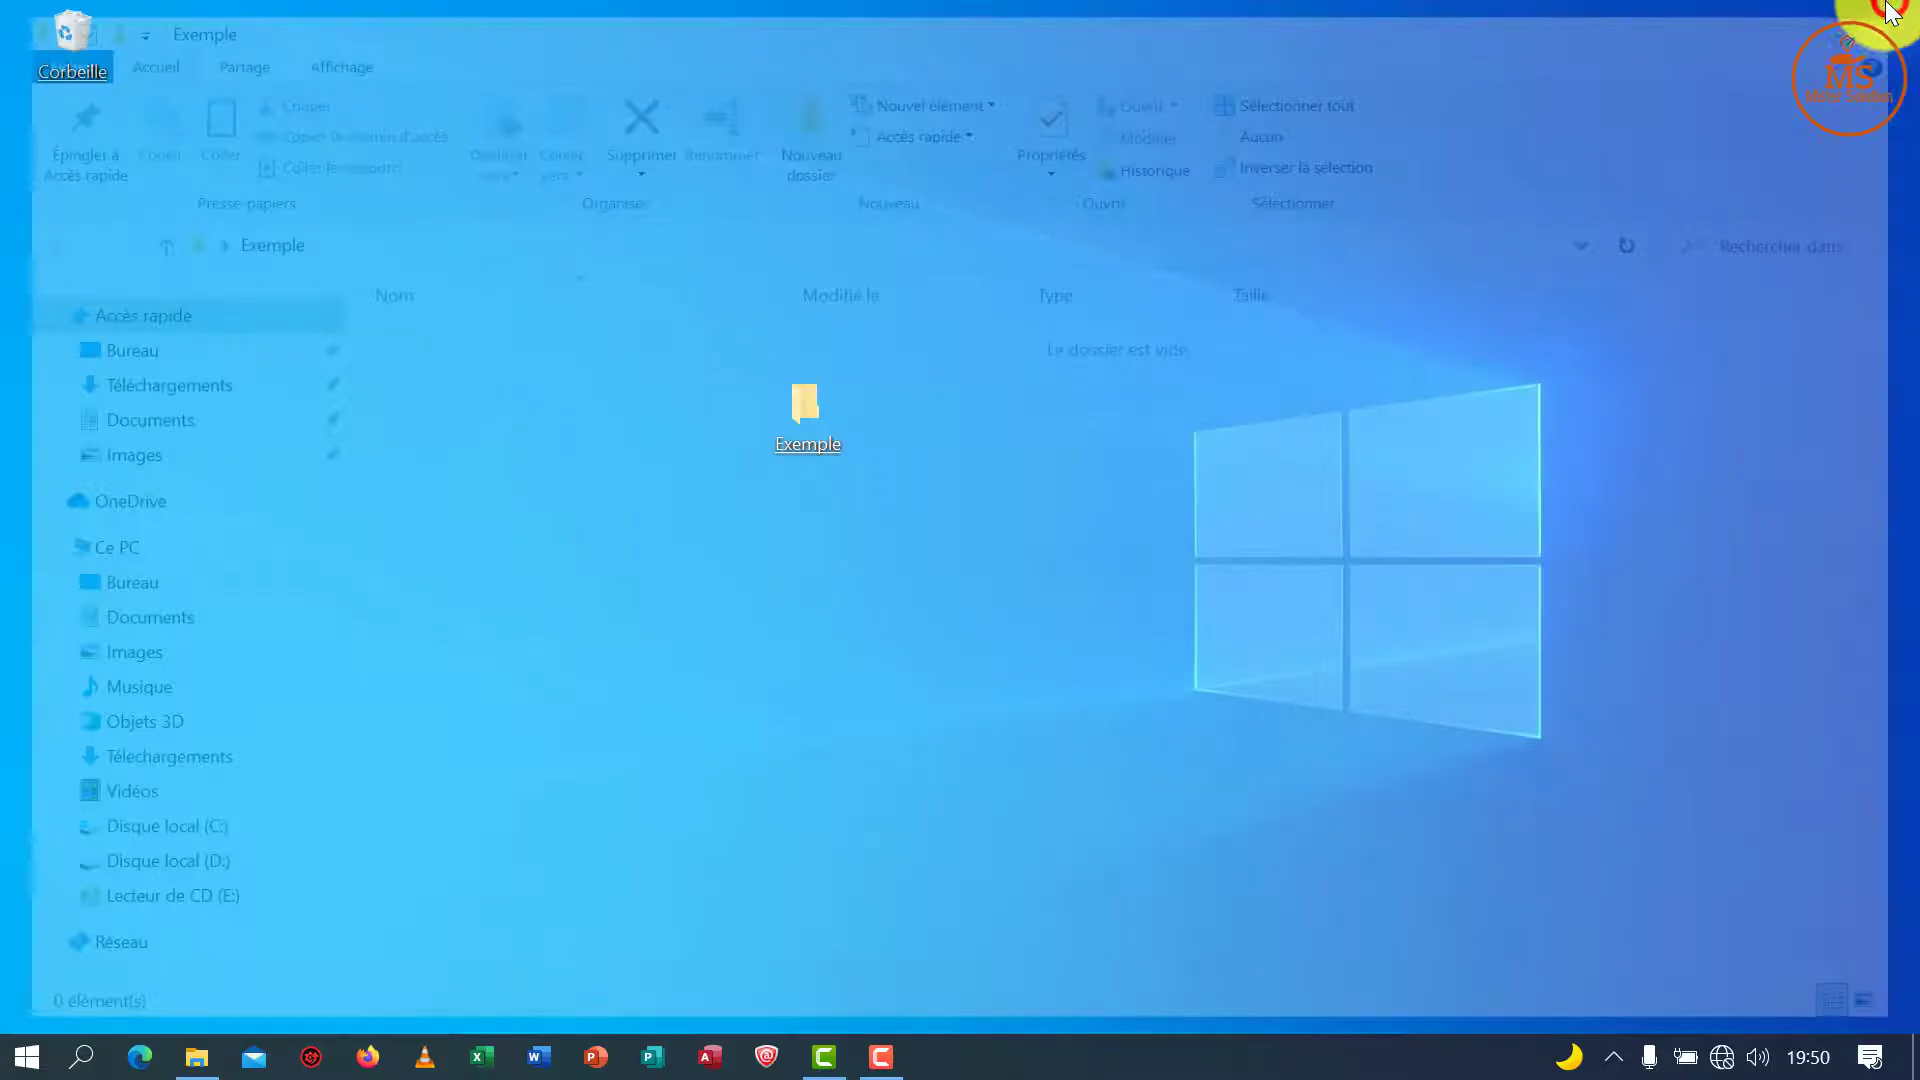 Exemple
Corbeille
Accueil
Partage
Affichage
MS
Mister Solution
Épingler à
Accès rapide
Copier
Coller
Couper
Copier le chemin d'accès
Coller le raccourci
Déplacer
vers
Copier
vers
Supprimer
Renommer
Nouveau
dossier
Nouvel élément
Accès rapide
Propriétés
Ouvrir
Modifier
Historique
Sélectionner tout
Aucun
Inverser la sélection
Presse-papiers
Organiser
Nouveau
Ouvrir
Sélectionner
Exemple
Rechercher dans
Nom
Modifié le
Type
Taille
Le dossier est vide.
Accès rapide
Bureau
Téléchargements
Documents
Images
OneDrive
Ce PC
Bureau
Documents
Images
Musique
Objets 3D
Téléchargements
Vidéos
Disque local (C:)
Disque local (D:)
Lecteur de CD (E:)
Réseau
Exemple
0 élément(s)
19:50